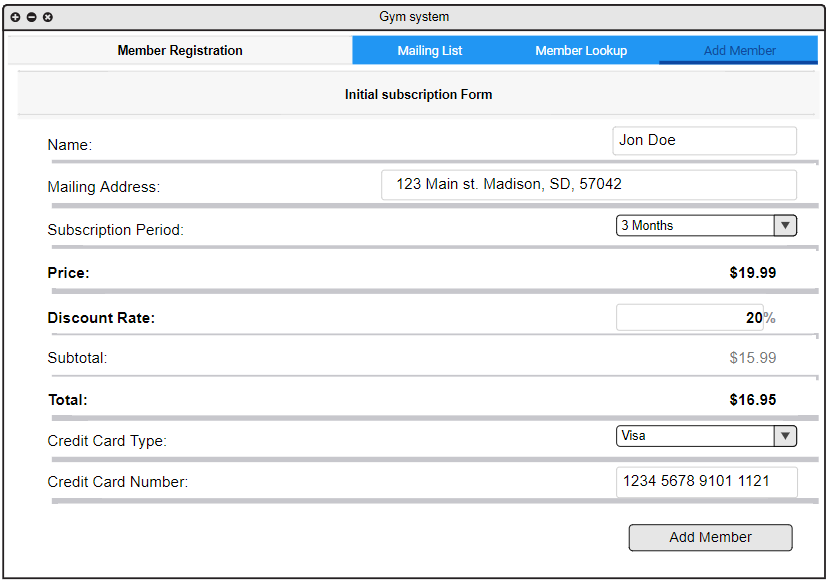 Gym system
Member Registration Mailing List Member Lookup Add Member
Initial subscription Form
Name: Jon Doe
Mailing Address: 123 Main st. Madison, SD, 57042
Subscription Period: 3 Months
Price: $19.99
Discount Rate: 20%
Subtotal: $15.99
Total: $16.95
Credit Card Type: Visa
Credit Card Number: 1234 5678 9101 1121
Add Member